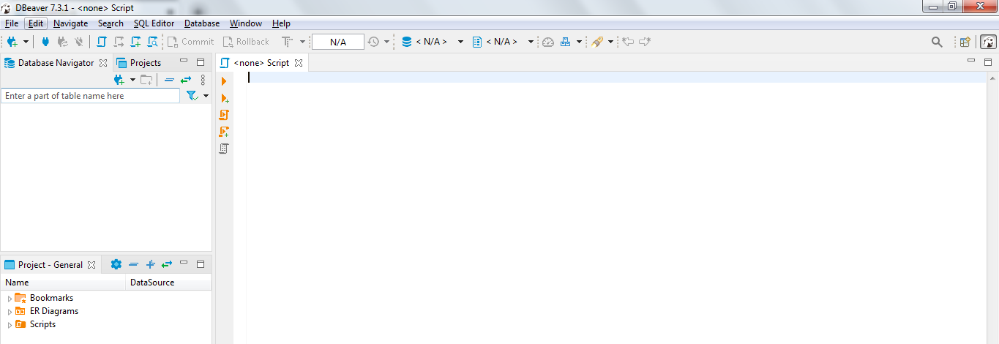 DBeaver 7.3.1 - <none> Script
File Edit Navigate Search SQL Editor Database Window Help
Commit Rollback N/A < N/A > < N/A >
Database Navigator Projects
<none> Script
Enter a part of table name here
Project - General
Name DataSource
Bookmarks
ER Diagrams
Scripts